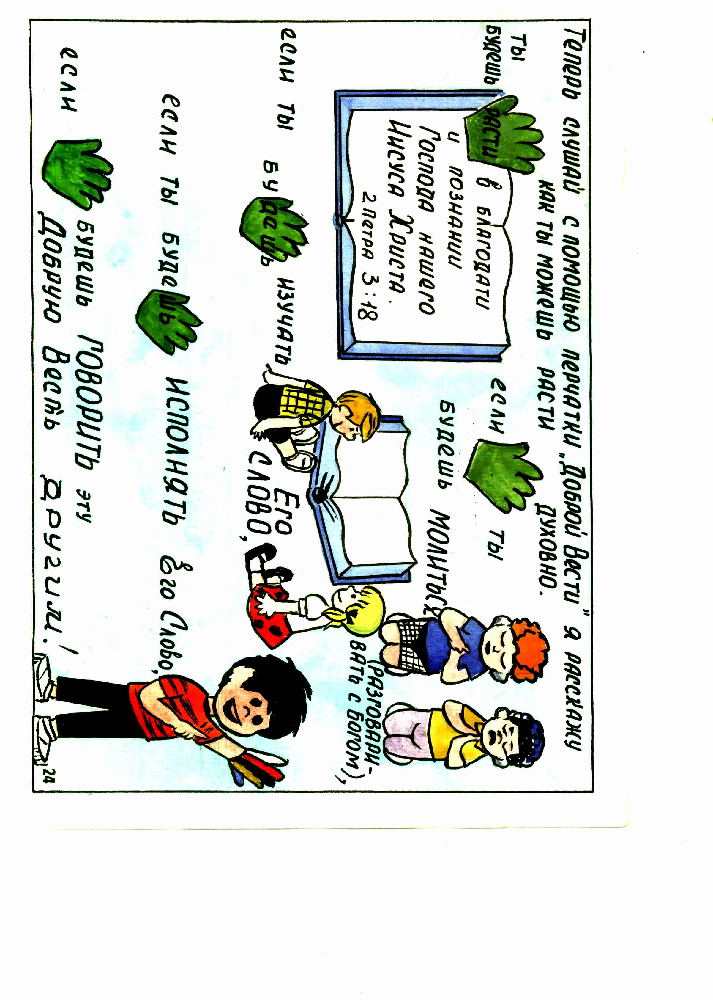 Теперь слушай с помощью перчатки „Доброй Вести" я расскажу
как ты можешь расти духовно.
ты
будешь
расти
в благодати
и познании
Господа нашего
Иисуса Христа.
2 Петра 3:18
если ты
будешь молиться
(разговари-
вать с Богом),
если ты будешь изучать
Его
слово,
если ты будешь исполнять Его Слово,
если будешь говорить эту
Добрую Весть другим!
24